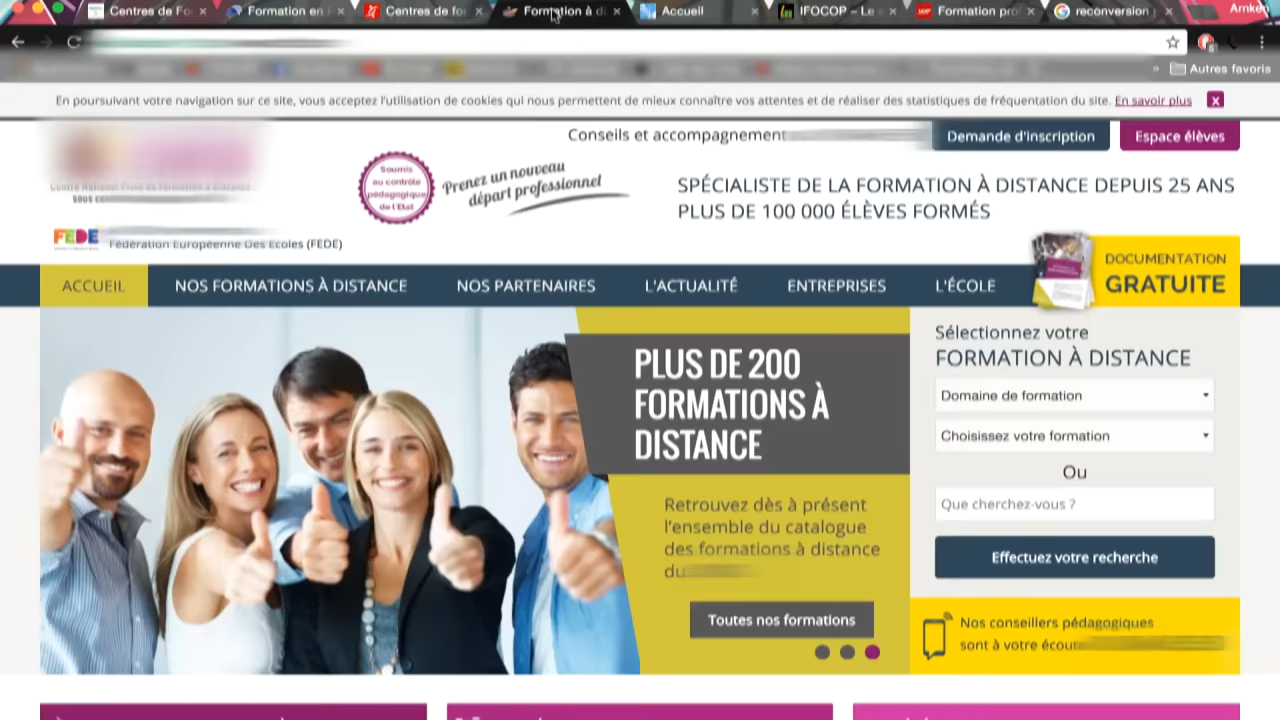 Centres de Fo
Formation en
Centres de for
Formation à di
Accueil
IFOCOP – Le
Formation pro
reconversion
Amken
Autres favoris
En poursuivant votre navigation sur ce site, vous acceptez l'utilisation de cookies qui nous permettent de mieux connaître vos attentes et de réaliser des statistiques de fréquentation du site. En savoir plus X
Conseils et accompagnement
Demande d'inscription
Espace élèves
Soumis
au contrôle
pédagogique
de l'Etat
Prenez un nouveau
départ professionnel
SPÉCIALISTE DE LA FORMATION À DISTANCE DEPUIS 25 ANS
PLUS DE 100 000 ÉLÈVES FORMÉS
FEDE
Fédération Européenne Des Ecoles (FEDE)
DOCUMENTATION
GRATUITE
ACCUEIL
NOS FORMATIONS À DISTANCE
NOS PARTENAIRES
L'ACTUALITÉ
ENTREPRISES
L'ÉCOLE
PLUS DE 200
FORMATIONS À
DISTANCE
Retrouvez dès à présent
l'ensemble du catalogue
des formations à distance
du
Toutes nos formations
Sélectionnez votre
FORMATION À DISTANCE
Domaine de formation
Choisissez votre formation
Ou
Que cherchez-vous ?
Effectuez votre recherche
Nos conseillers pédagogiques
sont à votre écoute